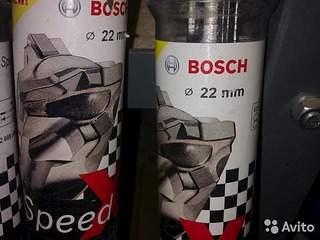 BOSCH
ø 22 mm
Speed
X
BOSCH
ø 22 mm
X
Avito